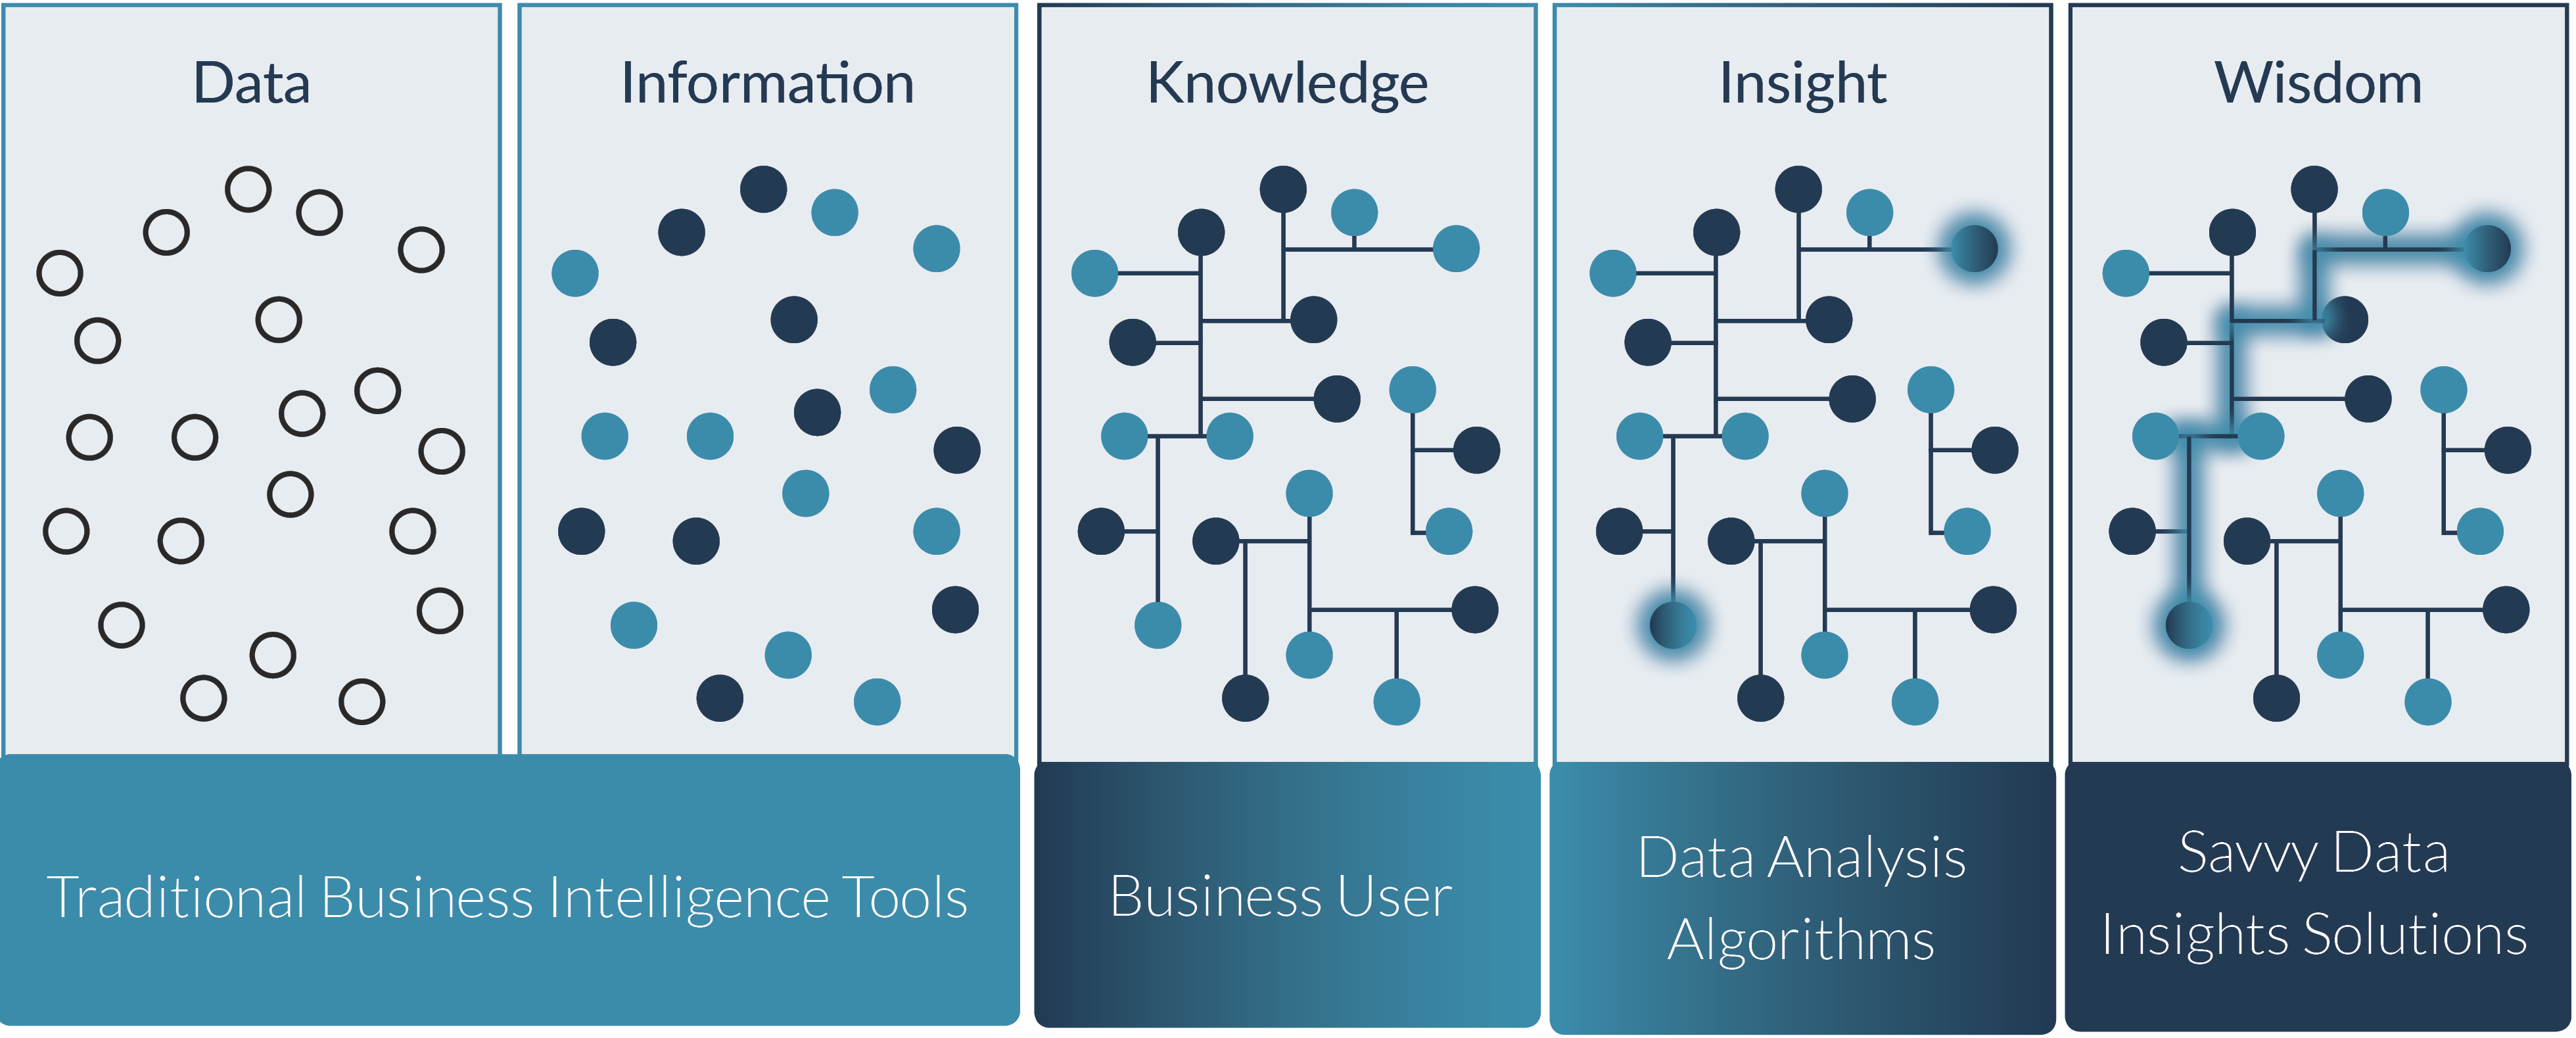 Data
Information
Knowledge
Insight
Wisdom
Traditional Business Intelligence Tools
Business User
Data Analysis
Algorithms
Savvy Data
Insights Solutions